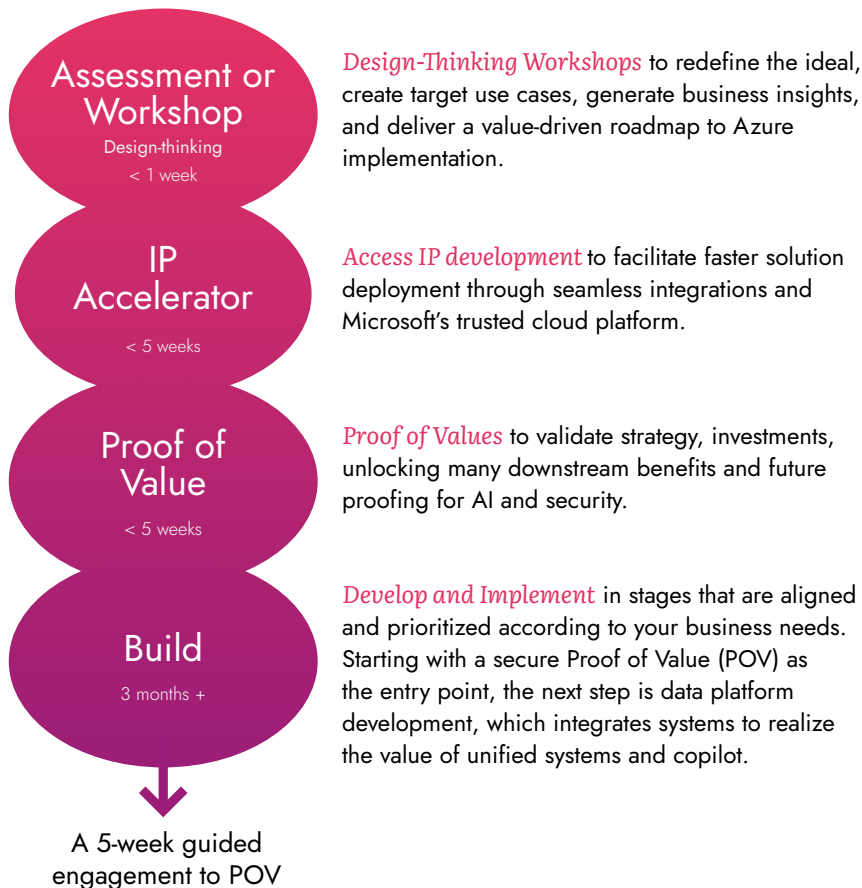 Assessment or
Workshop
Design-thinking
< 1 week
Design-Thinking Workshops to redefine the ideal,
create target use cases, generate business insights,
and deliver a value-driven roadmap to Azure
implementation.
IP
Accelerator
< 5 weeks
Access IP development to facilitate faster solution
deployment through seamless integrations and
Microsoft's trusted cloud platform.
Proof of
Value
< 5 weeks
Proof of Values to validate strategy, investments,
unlocking many downstream benefits and future
proofing for AI and security.
Build
3 months +
Develop and Implement in stages that are aligned
and prioritized according to your business needs.
Starting with a secure Proof of Value (POV) as
the entry point, the next step is data platform
development, which integrates systems to realize
the value of unified systems and copilot.
A 5-week guided
engagement to POV